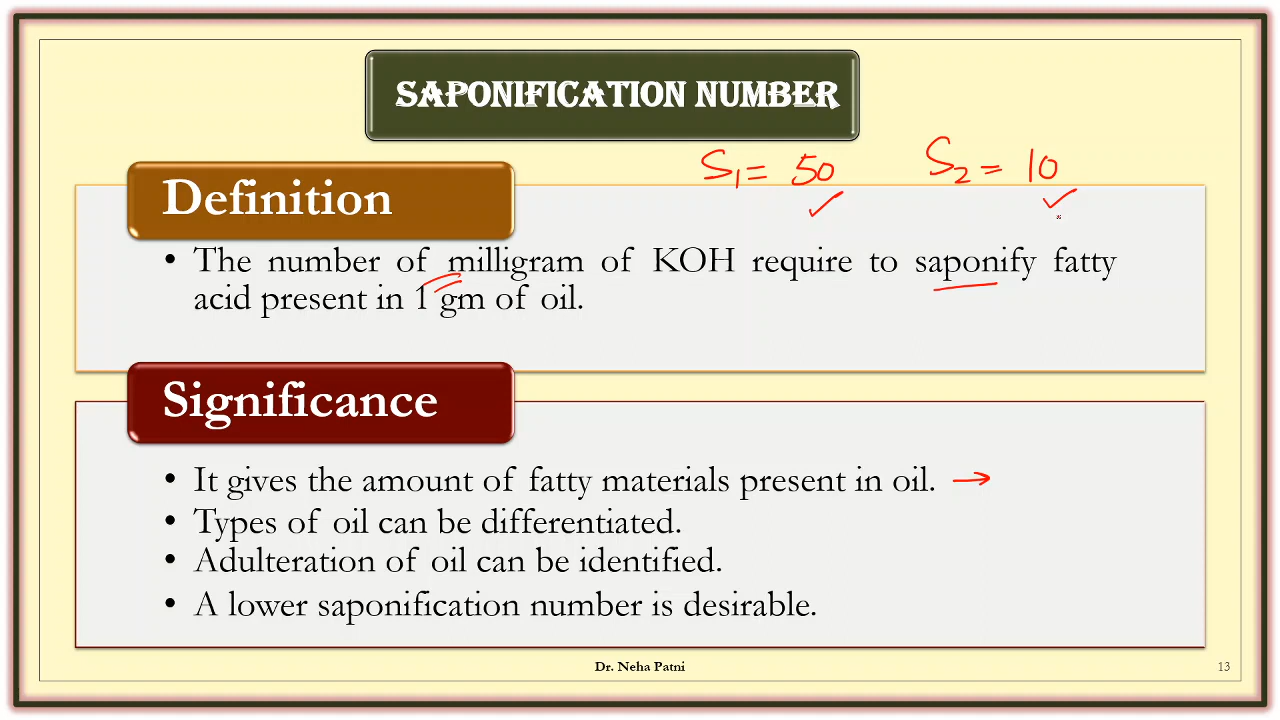 SAPONIFICATION NUMBER
S1 = 50 S2 = 10
Definition
• The number of milligram of KOH require to saponify fatty
acid present in 1 gm of oil.
Significance
• It gives the amount of fatty materials present in oil. →
• Types of oil can be differentiated.
• Adulteration of oil can be identified.
• A lower saponification number is desirable.
Dr. Neha Patni
13